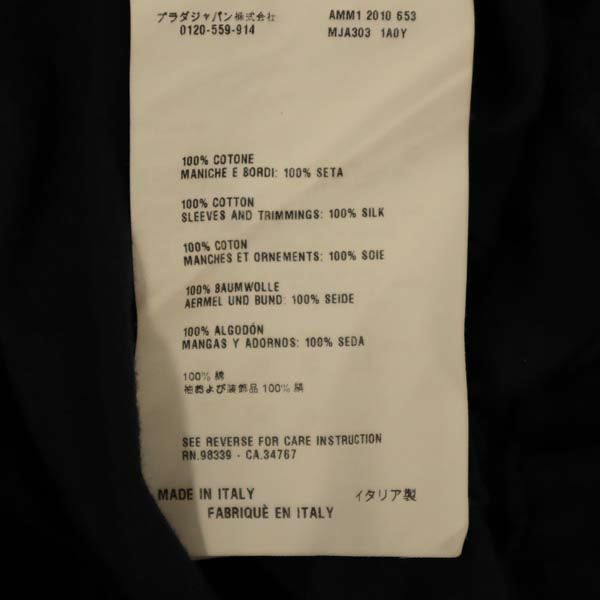 プラダジャパン株式会社
0120-559-914
AMM1 2010 653
MJA303 1A0Y
100% COTONE
MANICHE E BORDI: 100% SETA
100% COTTON
SLEEVES AND TRIMMINGS: 100% SILK
100% COTON
MANCHES ET ORNEMENTS: 100% SOIE
100% BAUMWOLLE
AERMEL UND BUND: 100% SEIDE
100% ALGODÓN
MANGAS Y ADORNOS: 100% SEDA
100% 綿
袖および装飾品 100% 絹
SEE REVERSE FOR CARE INSTRUCTION
RN.98339 - CA.34767
MADE IN ITALY イタリア製
FABRIQUÈ EN ITALY